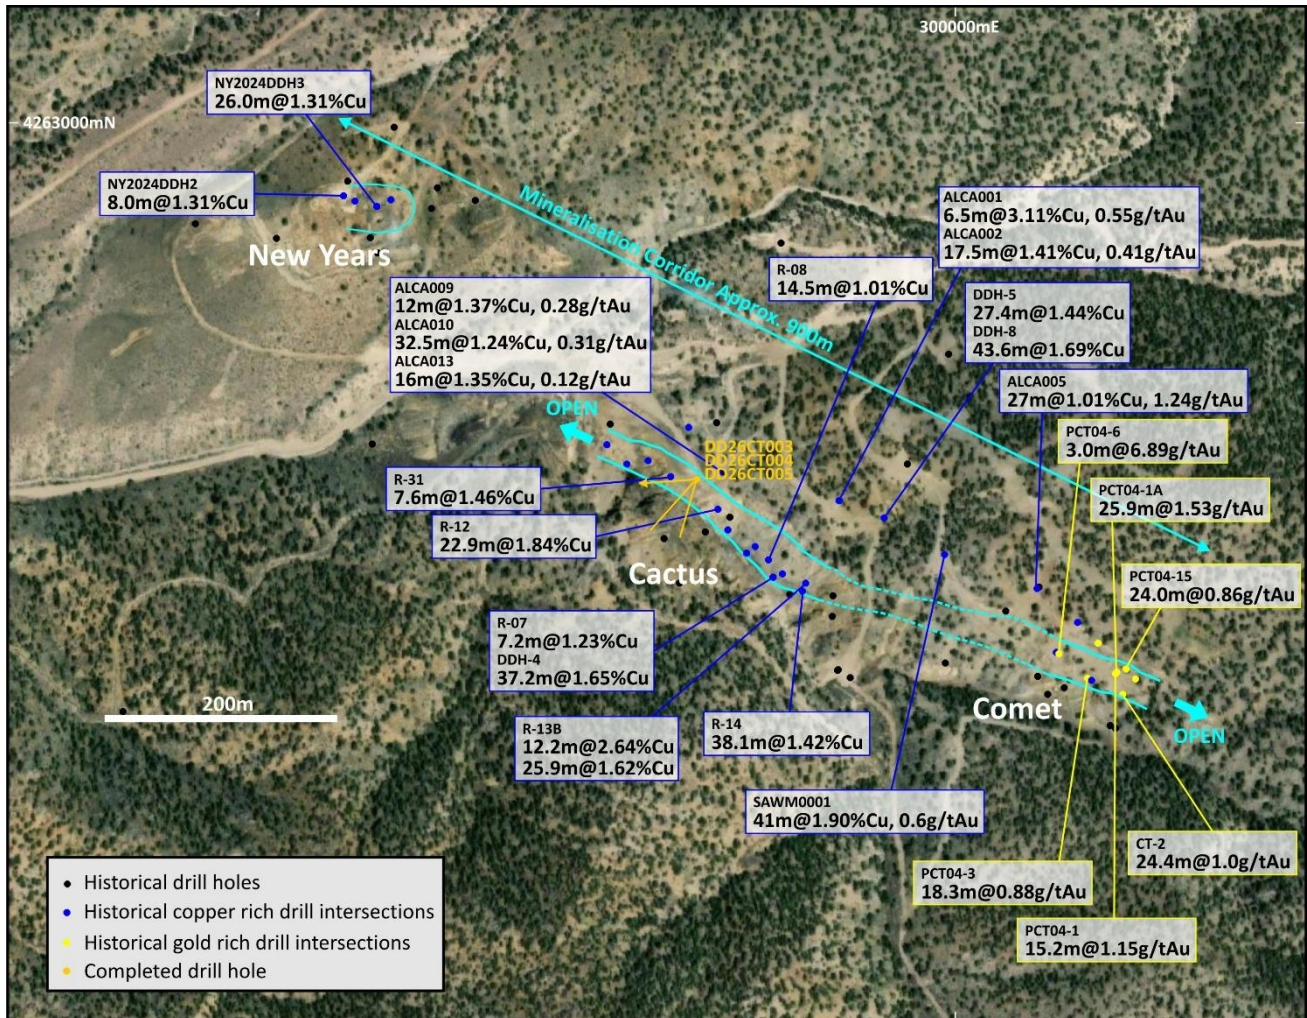 300000mE
4263000mN
NY2024DDH3
26.0m@1.31%Cu
NY2024DDH2
8.0m@1.31%Cu
New Years
Mineralisation Corridor Approx. 900m
ALCA001
6.5m@3.11%Cu, 0.55g/tAu
ALCA002
17.5m@1.41%Cu, 0.41g/tAu
R-08
14.5m@1.01%Cu
ALCA009
12m@1.37%Cu, 0.28g/tAu
ALCA010
32.5m@1.24%Cu, 0.31g/tAu
ALCA013
16m@1.35%Cu, 0.12g/tAu
DDH-5
27.4m@1.44%Cu
DDH-8
43.6m@1.69%Cu
ALCA005
27m@1.01%Cu, 1.24g/tAu
OPEN
PCT04-6
3.0m@6.89g/tAu
DD26CT003
DD26CT004
DD26CT005
R-31
7.6m@1.46%Cu
PCT04-1A
25.9m@1.53g/tAu
R-12
22.9m@1.84%Cu
Cactus
PCT04-15
24.0m@0.86g/tAu
R-07
7.2m@1.23%Cu
DDH-4
37.2m@1.65%Cu
200m
Comet
OPEN
R-13B
12.2m@2.64%Cu
25.9m@1.62%Cu
R-14
38.1m@1.42%Cu
SAWM0001
41m@1.90%Cu, 0.6g/tAu
CT-2
24.4m@1.0g/tAu
PCT04-3
18.3m@0.88g/tAu
PCT04-1
15.2m@1.15g/tAu
Historical drill holes
Historical copper rich drill intersections
Historical gold rich drill intersections
Completed drill hole